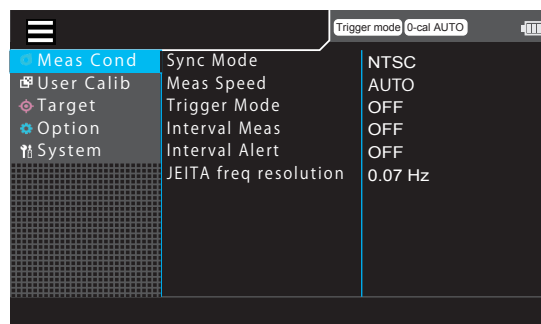 Trigger mode 0-cal AUTO
Meas Cond Sync Mode NTSC
User Calib Meas Speed AUTO
Target Trigger Mode OFF
Option Interval Meas OFF
System Interval Alert OFF
JEITA freq resolution 0.07 Hz